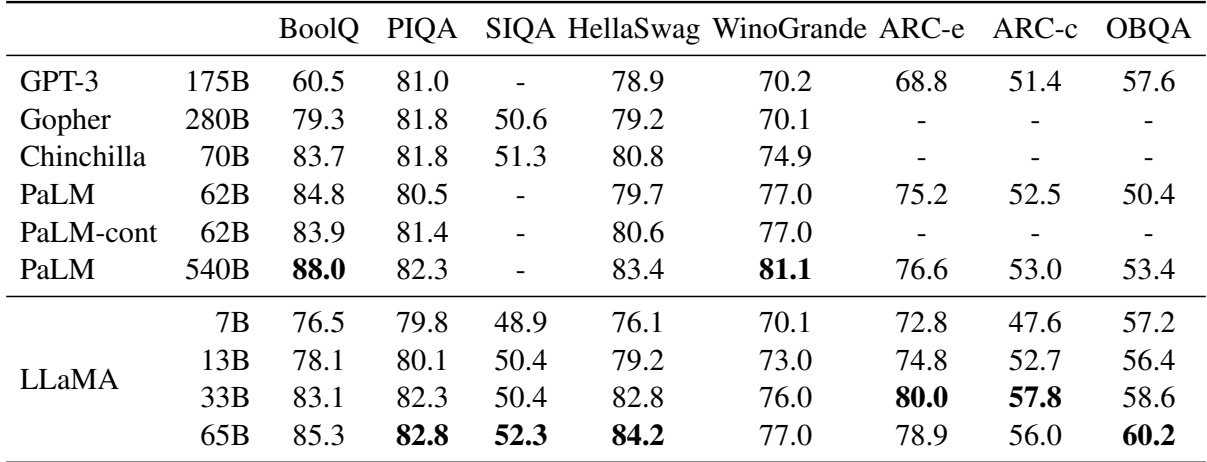 BoolQ PIQA SIQA HellaSwag WinoGrande ARC-e ARC-c OBQA
GPT-3 175B 60.5 81.0 - 78.9 70.2 68.8 51.4 57.6
Gopher 280B 79.3 81.8 50.6 79.2 70.1 - - -
Chinchilla 70B 83.7 81.8 51.3 80.8 74.9 - - -
PaLM 62B 84.8 80.5 - 79.7 77.0 75.2 52.5 50.4
PaLM-cont 62B 83.9 81.4 - 80.6 77.0 - - -
PaLM 540B 88.0 82.3 - 83.4 81.1 76.6 53.0 53.4
7B 76.5 79.8 48.9 76.1 70.1 72.8 47.6 57.2
13B 78.1 80.1 50.4 79.2 73.0 74.8 52.7 56.4
LLaMA
33B 83.1 82.3 50.4 82.8 76.0 80.0 57.8 58.6
65B 85.3 82.8 52.3 84.2 77.0 78.9 56.0 60.2